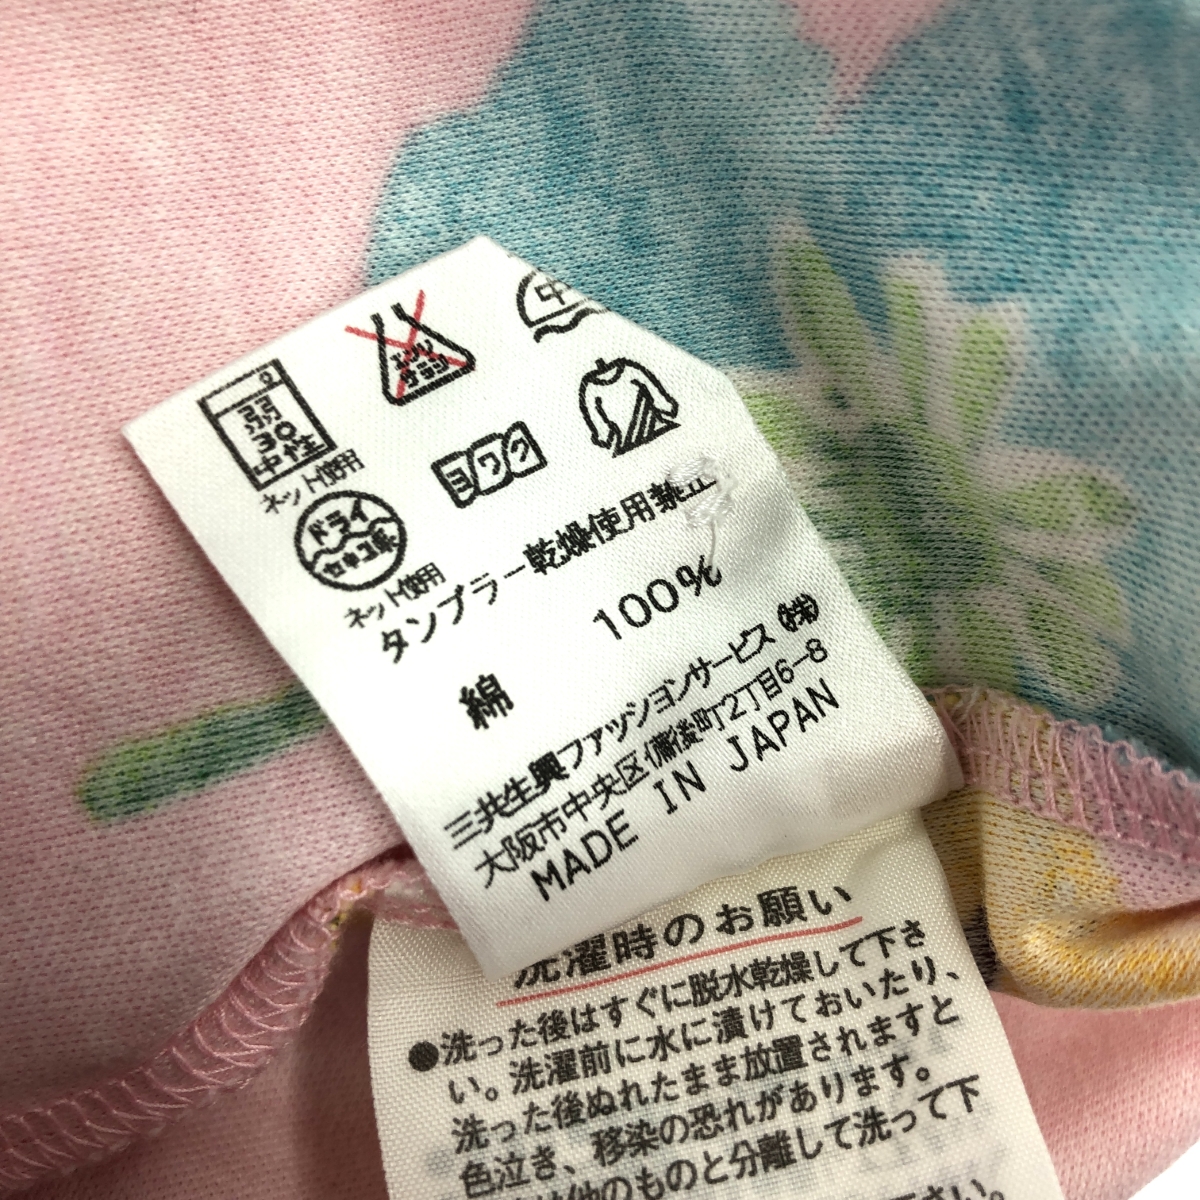 弱
30
中性
ネット使用
エンソ
サラシ
中
ヨワク
ドライ
セキユ系
ネット使用
タンブラー乾燥使用禁止
綿 100%
三共生興ファッションサービス(株)
大阪市中央区備後町2丁目6-8
MADE IN JAPAN
洗濯時のお願い
●洗った後はすぐに脱水乾燥して下さ
い。洗濯前に水に漬けておいたり、
洗った後ぬれたまま放置されますと
色泣き、移染の恐れがあります。
他のものと分離して洗って下
さい。